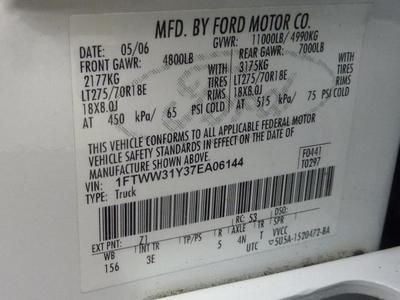 MFD. BY FORD MOTOR CO.
DATE: 05/06 GVWR: 11000LB/ 4990KG
FRONT GAWR: 4800LB REAR GAWR: 7000LB
2177KG WITH 3175KG WITH
LT275/70R18E TIRES LT275/70R18E TIRES
18X8.0J RIMS 18X8.0J RIMS
AT 450 kPa/ 65 PSI COLD AT 515 kPa/ 75 PSI COLD
THIS VEHICLE CONFORMS TO ALL APPLICABLE FEDERAL MOTOR
VEHICLE SAFETY STANDARDS IN EFFECT ON THE DATE OF
MANUFACTURE SHOWN ABOVE.
VIN: 1FTWW31Y37EA06144 F0441
TYPE: Truck T0297
EXT PNT: Z1 RC: 53 DSO:
WB INT TR R AXLE TR SPR
156 3E 5 4N T VVCC
UTC 5U5A-1520472-BA